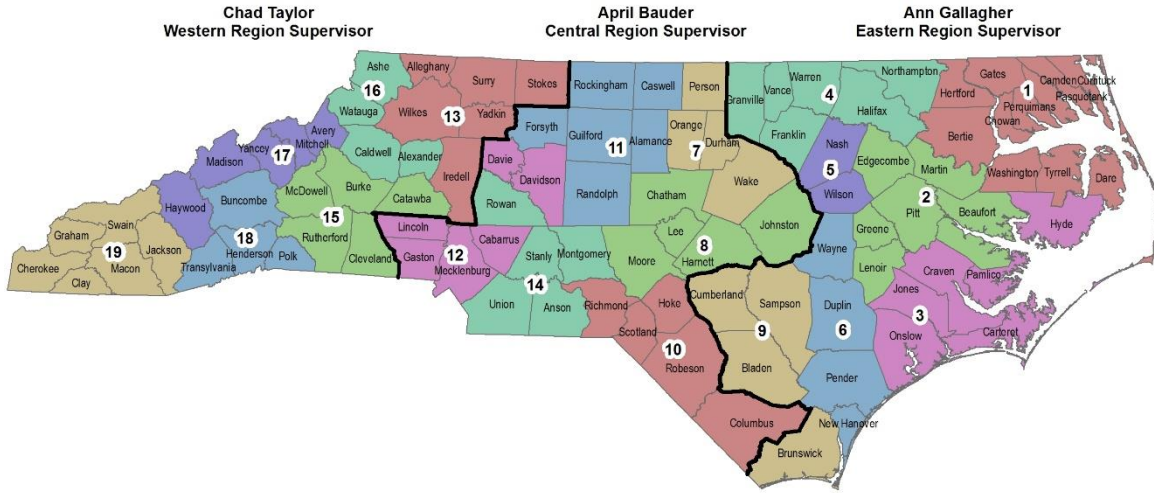 Chad Taylor
Western Region Supervisor
April Bauder
Central Region Supervisor
Ann Gallagher
Eastern Region Supervisor
Ashe
16
Watauga
Alleghany
Surry
Stokes
Wilkes
13
Yadkin
Iredell
Caldwell
Alexander
Avery
Mitchell
Yancey
17
Madison
Haywood
Buncombe
18
Henderson
Transylvania
Polk
McDowell
Burke
Catawba
15
Rutherford
Cleveland
Swain
Graham
Jackson
19
Macon
Cherokee
Clay
Rockingham
Caswell
Person
Forsyth
Guilford
Alamance
11
Orange
Durham
7
Wake
Davie
Davidson
Randolph
Chatham
Rowan
Johnston
Lee
8
Harnett
Moore
Lincoln
12
Cabarrus
Gaston
Mecklenburg
Stanly
Montgomery
14
Union
Anson
Richmond
Hoke
Scotland
10
Robeson
Columbus
Granville
Vance
Warren
4
Northampton
Halifax
Franklin
Hertford
Gates
1
Camden
Currituck
Pasquotank
Perquimans
Chowan
Bertie
Washington
Tyrrell
Dare
Nash
5
Wilson
Edgecombe
Martin
2
Pitt
Beaufort
Greene
Lenoir
Hyde
Craven
Pamlico
Jones
3
Onslow
Carteret
Wayne
Duplin
6
Pender
New Hanover
Cumberland
Sampson
9
Bladen
Brunswick